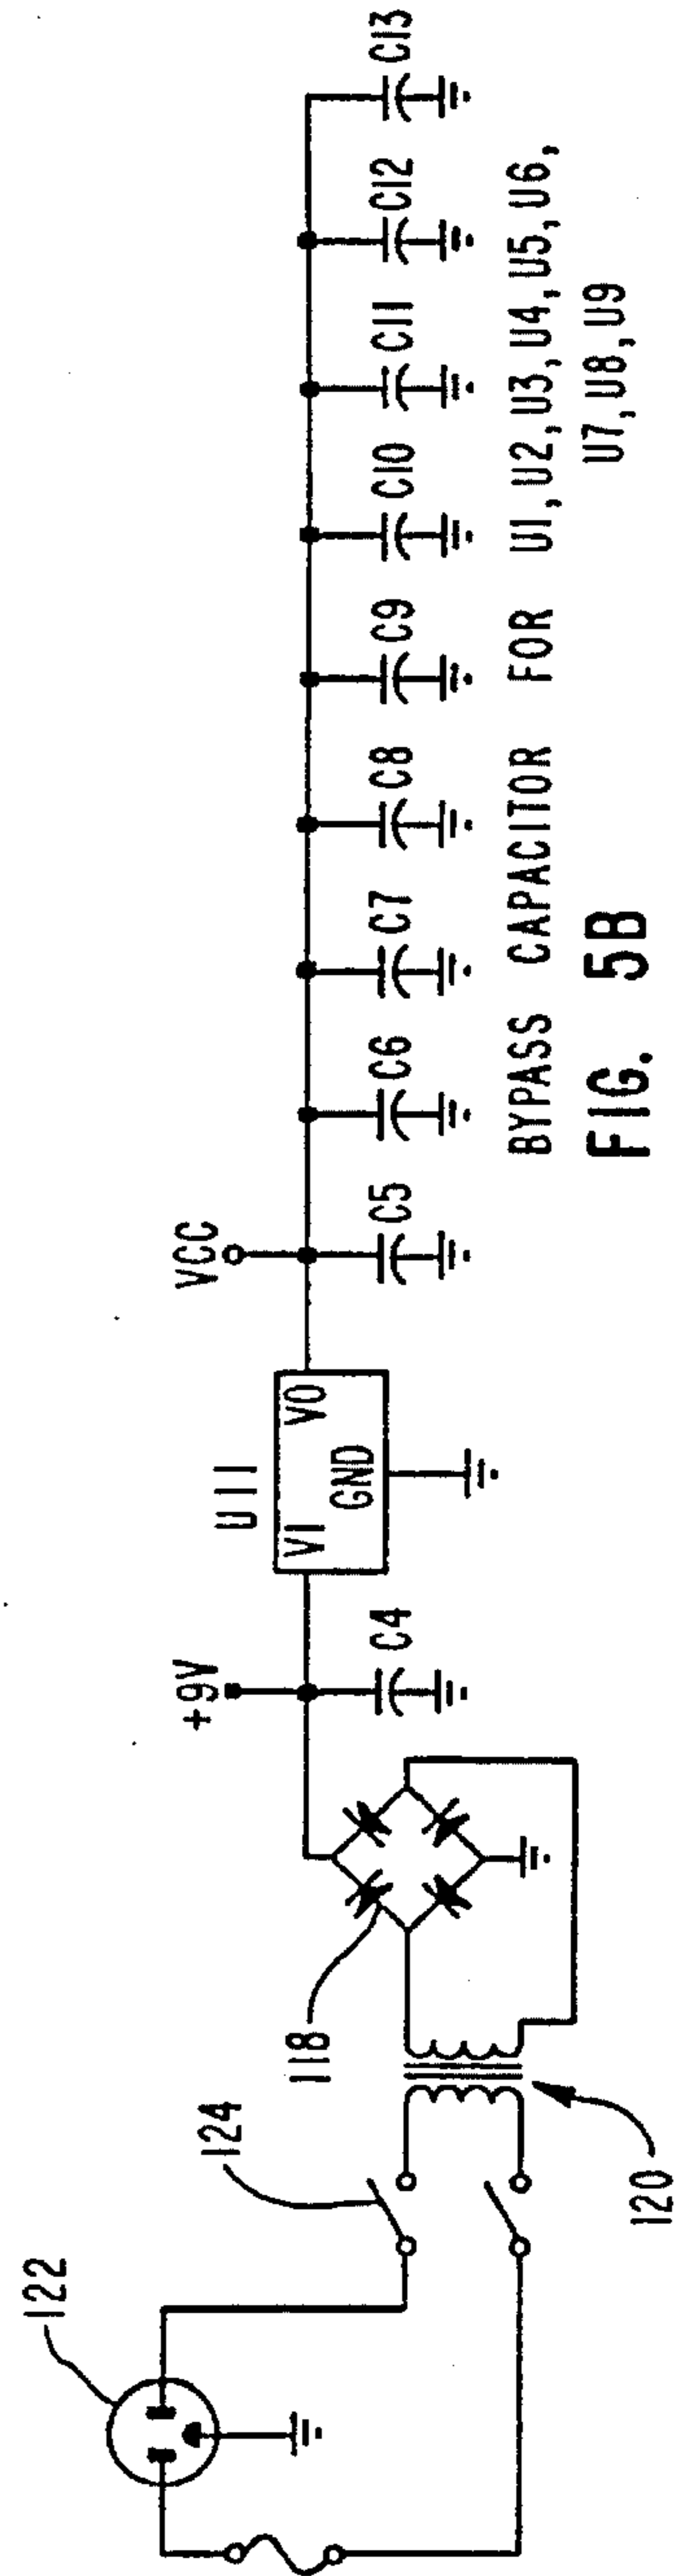 122
124
118
120
+9V
C4
U11
VI
VO
GND
VCC
C5
C6
C7
C8
C9
C10
C11
C12
C13
BYPASS CAPACITOR FOR U1, U2, U3, U4, U5, U6,
U7, U8, U9
FIG. 5B